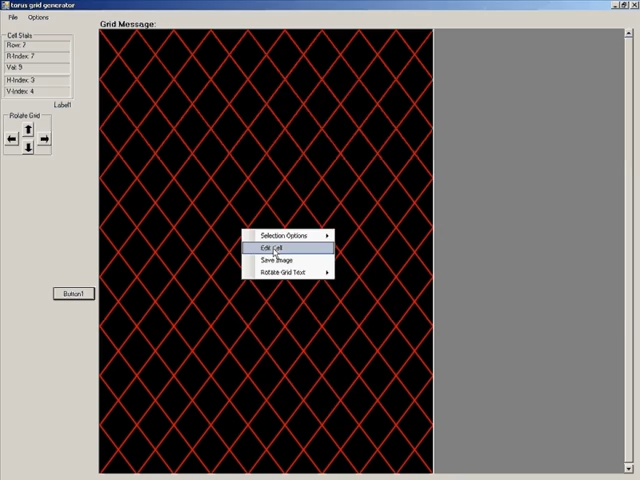 torus grid generator
File Options
Grid Message:
Cell Stats
Row: 7
R-Index: 7
Val: 9
H-Index: 3
V-Index: 4
Label1
Rotate Grid
Selection Options
Edit Cell
Save Image
Rotate Grid Text
Button1